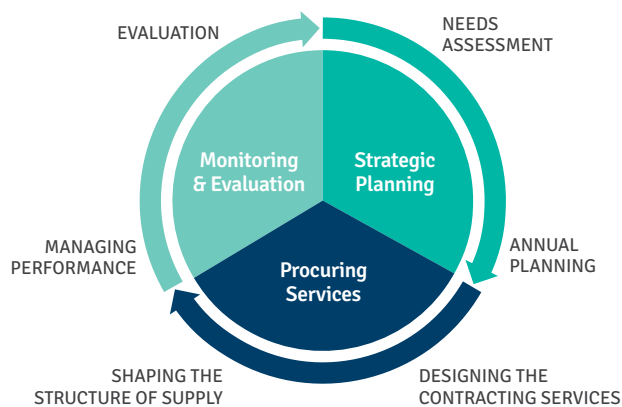 EVALUATION
NEEDS
ASSESSMENT
Monitoring
& Evaluation
Strategic
Planning
MANAGING
PERFORMANCE
ANNUAL
PLANNING
Procuring
Services
SHAPING THE
STRUCTURE OF SUPPLY
DESIGNING THE
CONTRACTING SERVICES